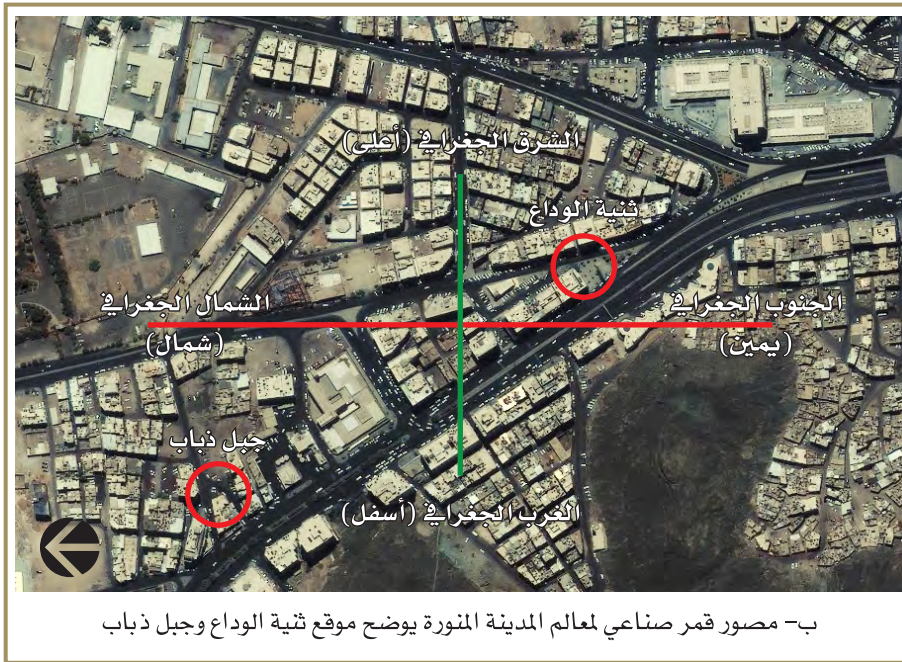 الشرق الجغرافي (أعلى)
ثنية الوداع
الشمال الجغرافي
(شمال)
الجنوب الجغرافي
(يمين)
جبل ذباب
الغرب الجغرافي (أسفل)
ب- مصور قمر صناعي لمعالم المدينة المنورة يوضح موقع ثنية الوداع وجبل ذباب